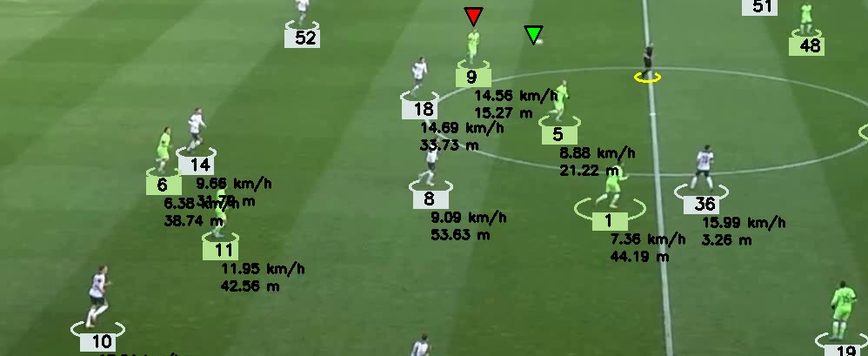 51
52
48
9
14.56 km/h
15.27 m
18
14.69 km/h
33.73 m
5
8.88 km/h
21.22 m
14
9.66 km/h
6
6.38 km/h
38.74 m
8
9.09 km/h
53.63 m
36
15.99 km/h
3.26 m
1
7.36 km/h
44.19 m
11
11.95 km/h
42.56 m
10
19